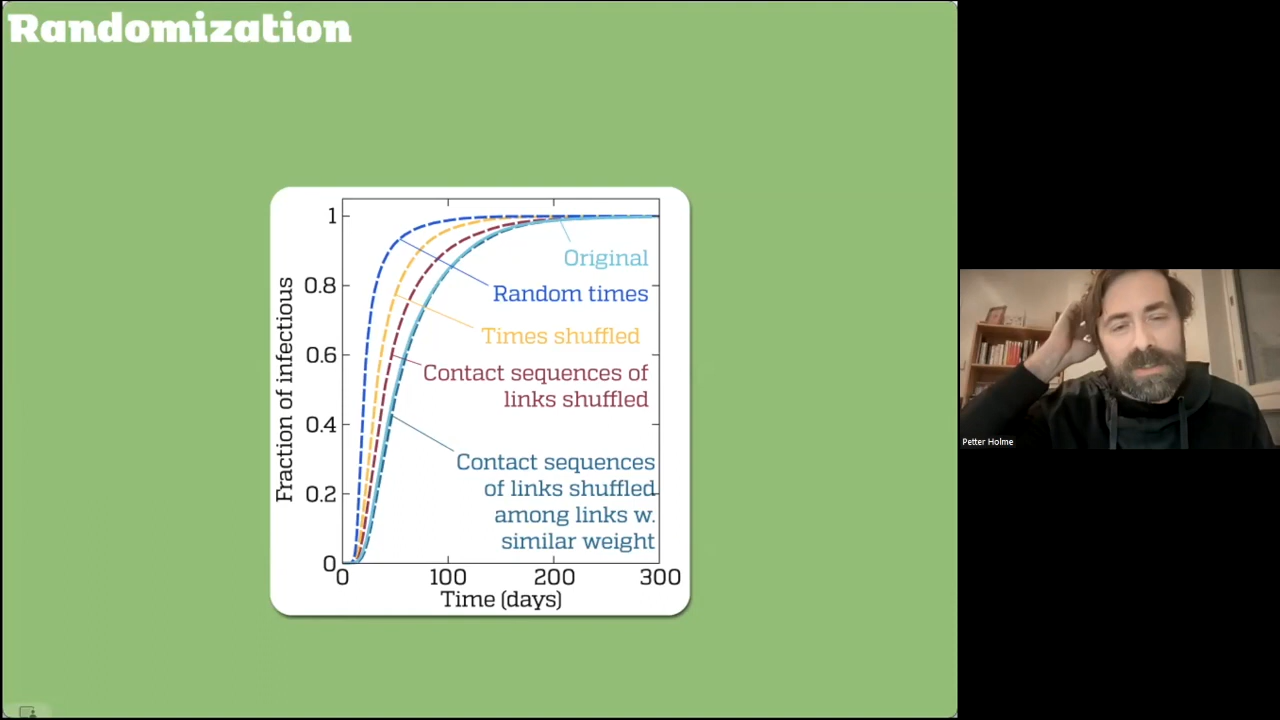 Randomization
1
0.8
0.6
0.4
0.2
0
0
100
200
300
Fraction of infectious
Time (days)
Original
Random times
Times shuffled
Contact sequences of
links shuffled
Contact sequences
of links shuffled
among links w.
similar weight
Petter Holme